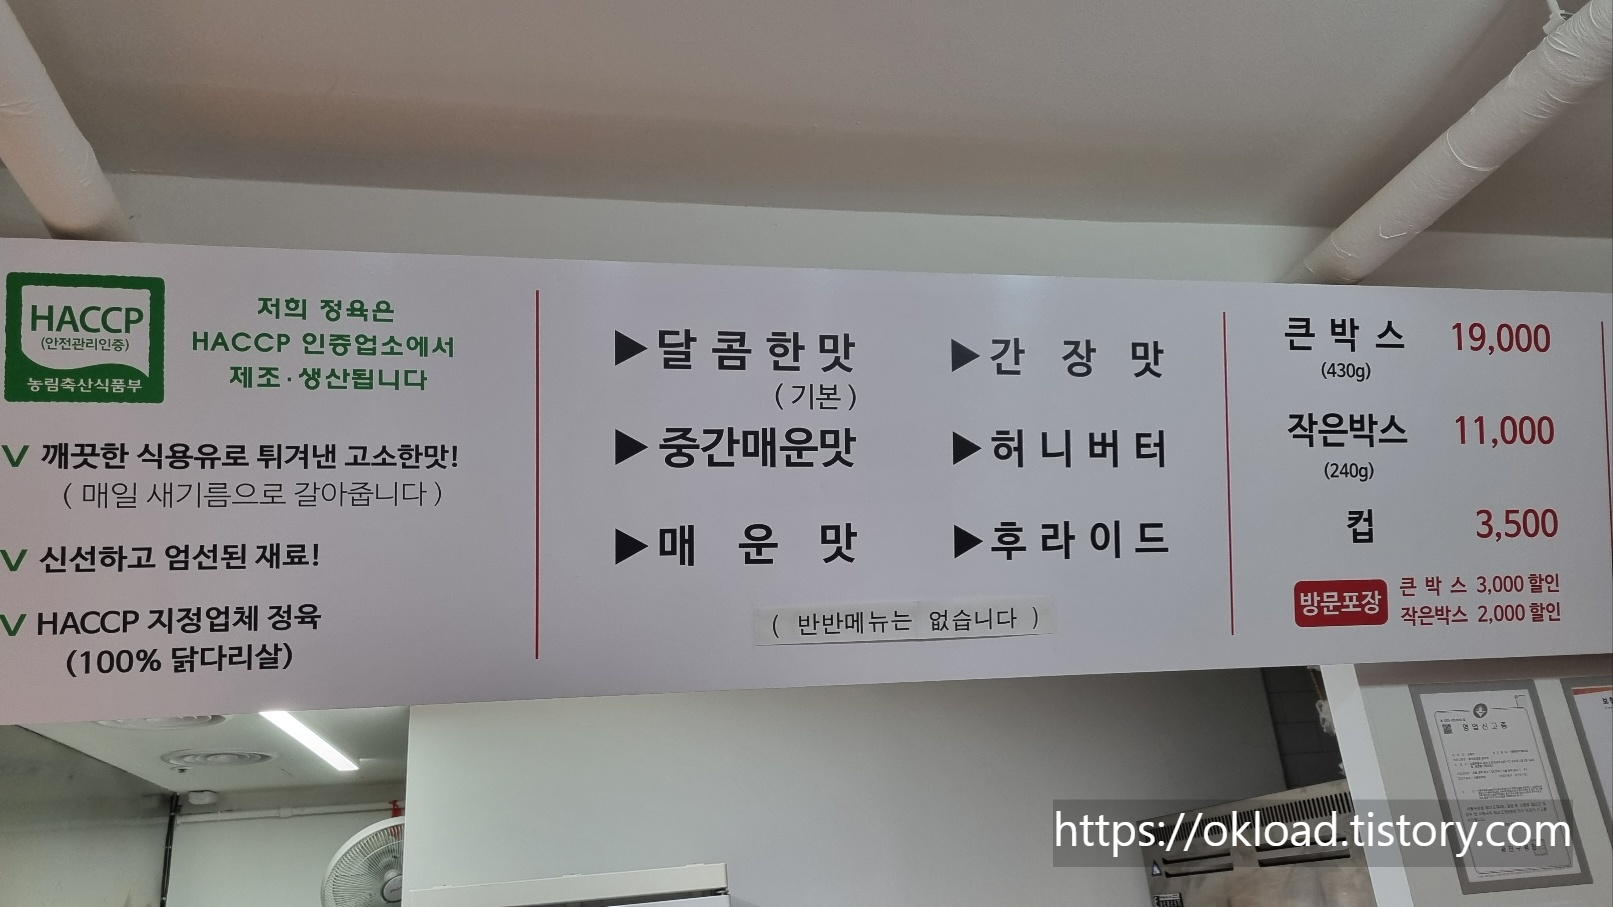 HACCP
(안전관리인증)
농림축산식품부
저희 정육은
HACCP 인증업소에서
제조·생산됩니다
V 깨끗한 식용유로 튀겨낸 고소한맛!
( 매일 새기름으로 갈아줍니다 )
V 신선하고 엄선된 재료!
V HACCP 지정업체 정육
(100% 닭다리살)
▶달콤한맛
(기본)
▶중간매운맛
▶매운맛
▶간장맛
▶허니버터
▶후라이드
( 반반메뉴는 없습니다 )
큰박스 19,000
(430g)
작은박스 11,000
(240g)
컵 3,500
방문포장
큰박스 3,000 할인
작은박스 2,000 할인
영업신고증
https://okload.tistory.com